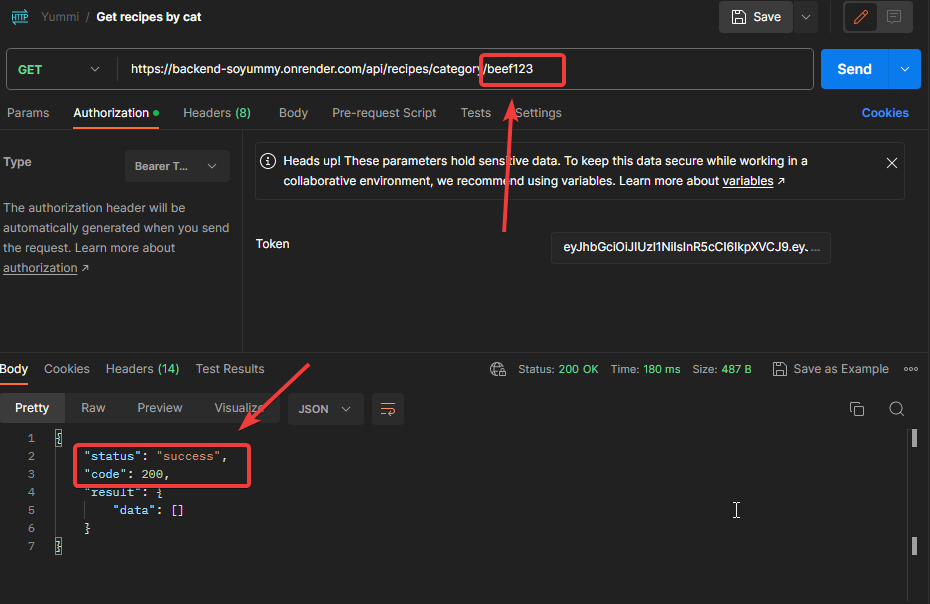 HTTP Yummi / Get recipes by cat Save
GET https://backend-soyummy.onrender.com/api/recipes/category/beef123 Send
Params Authorization Headers (8) Body Pre-request Script Tests Settings Cookies
Type Bearer T...
The authorization header will be
automatically generated when you send
the request. Learn more about
authorization ↗
Heads up! These parameters hold sensitive data. To keep this data secure while working in a
collaborative environment, we recommend using variables. Learn more about variables ↗
Token
Body Cookies Headers (14) Test Results Status: 200 OK Time: 180 ms Size: 487 B Save as Example
Pretty Raw Preview Visualize JSON
1 {
2 "status": "success",
3 "code": 200,
4 "result": {
5 "data": []
6 }
7 }